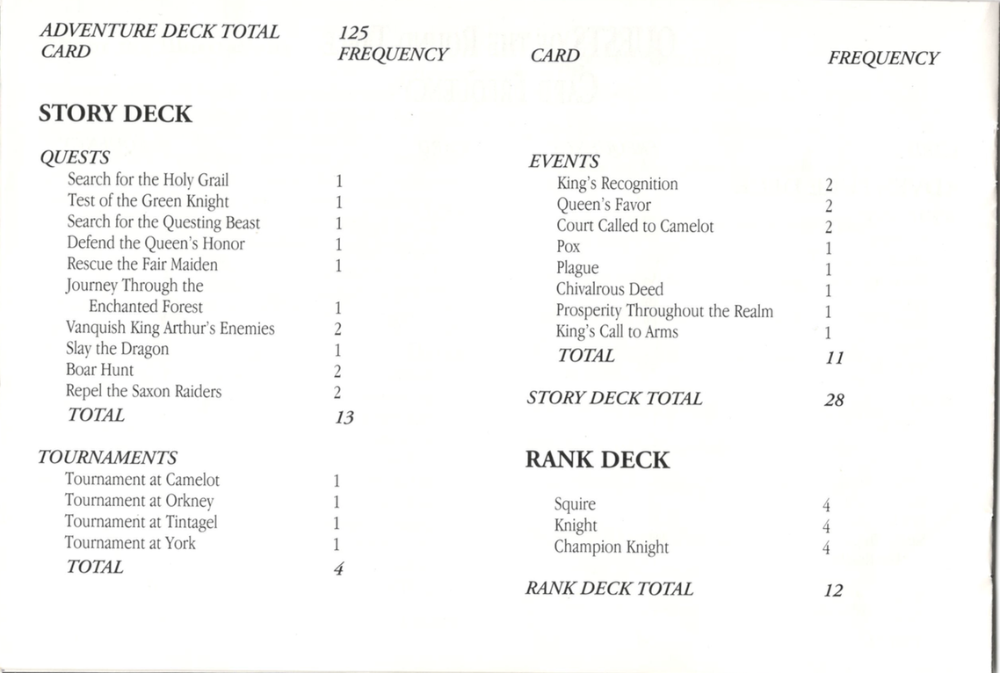 ADVENTURE DECK TOTAL 125
CARD FREQUENCY CARD FREQUENCY
STORY DECK
QUESTS
Search for the Holy Grail 1
Test of the Green Knight 1
Search for the Questing Beast 1
Defend the Queen's Honor 1
Rescue the Fair Maiden 1
Journey Through the
Enchanted Forest 1
Vanquish King Arthur's Enemies 2
Slay the Dragon 1
Boar Hunt 2
Repel the Saxon Raiders 2
TOTAL 13
TOURNAMENTS
Tournament at Camelot 1
Tournament at Orkney 1
Tournament at Tintagel 1
Tournament at York 1
TOTAL 4
EVENTS
King's Recognition 2
Queen's Favor 2
Court Called to Camelot 2
Pox 1
Plague 1
Chivalrous Deed 1
Prosperity Throughout the Realm 1
King's Call to Arms 1
TOTAL 11
STORY DECK TOTAL 28
RANK DECK
Squire 4
Knight 4
Champion Knight 4
RANK DECK TOTAL 12